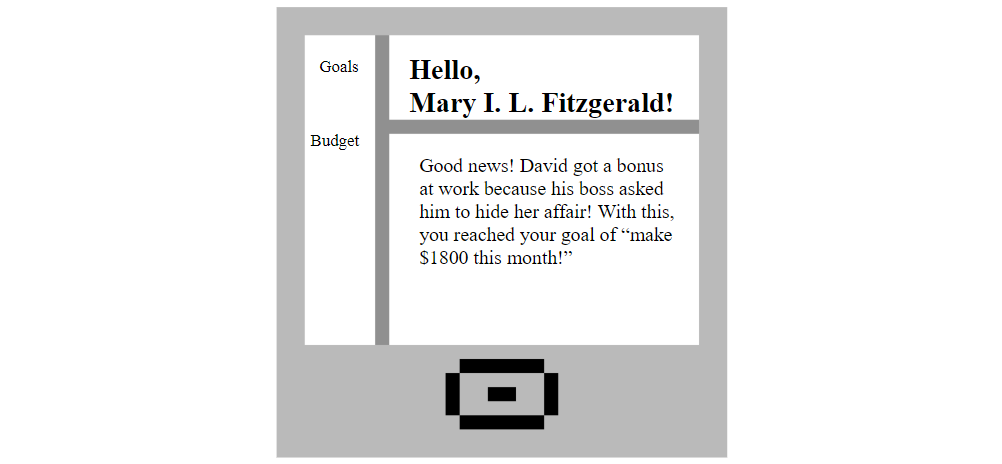 Goals
Budget
Hello,
Mary I. L. Fitzgerald!
Good news! David got a bonus
at work because his boss asked
him to hide her affair! With this,
you reached your goal of “make
$1800 this month!”